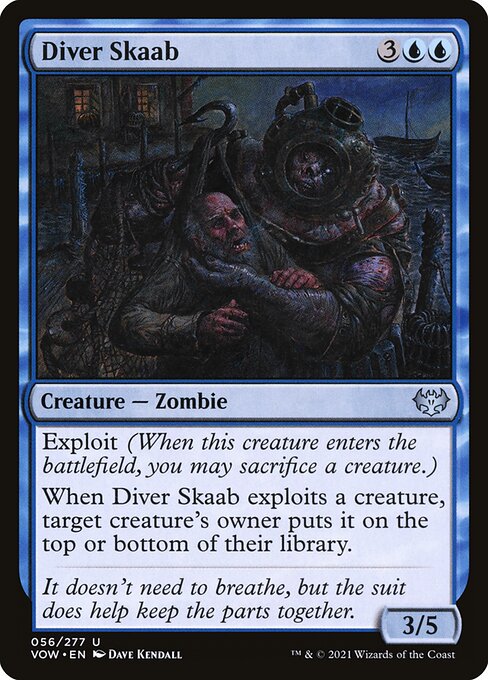 Diver Skaab 3
Creature — Zombie
Exploit (When this creature enters the
battlefield, you may sacrifice a creature.)
When Diver Skaab exploits a creature,
target creature's owner puts it on the
top or bottom of their library.
It doesn't need to breathe, but the suit
does help keep the parts together.
3/5
056/277 U
VOW • EN Dave Kendall
™ & © 2021 Wizards of the Coast